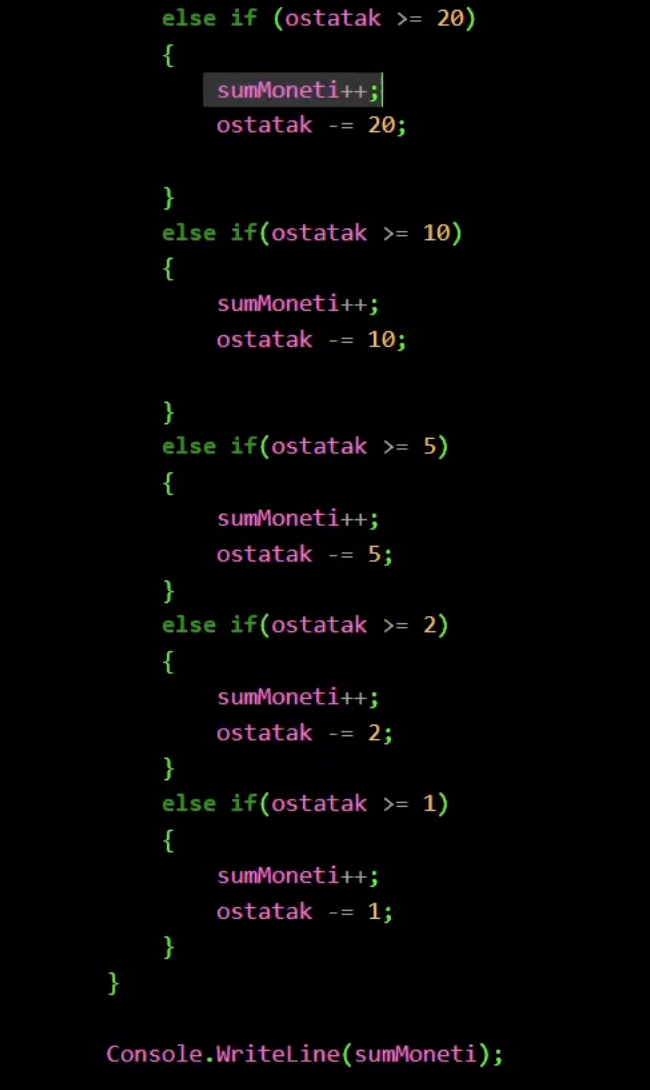 else if (ostatak >= 20)
{
sumMoneti++;
ostatak -= 20;
}
else if(ostatak >= 10)
{
sumMoneti++;
ostatak -= 10;
}
else if(ostatak >= 5)
{
sumMoneti++;
ostatak -= 5;
}
else if(ostatak >= 2)
{
sumMoneti++;
ostatak -= 2;
}
else if(ostatak >= 1)
{
sumMoneti++;
ostatak -= 1;
}
}
Console.WriteLine(sumMoneti);